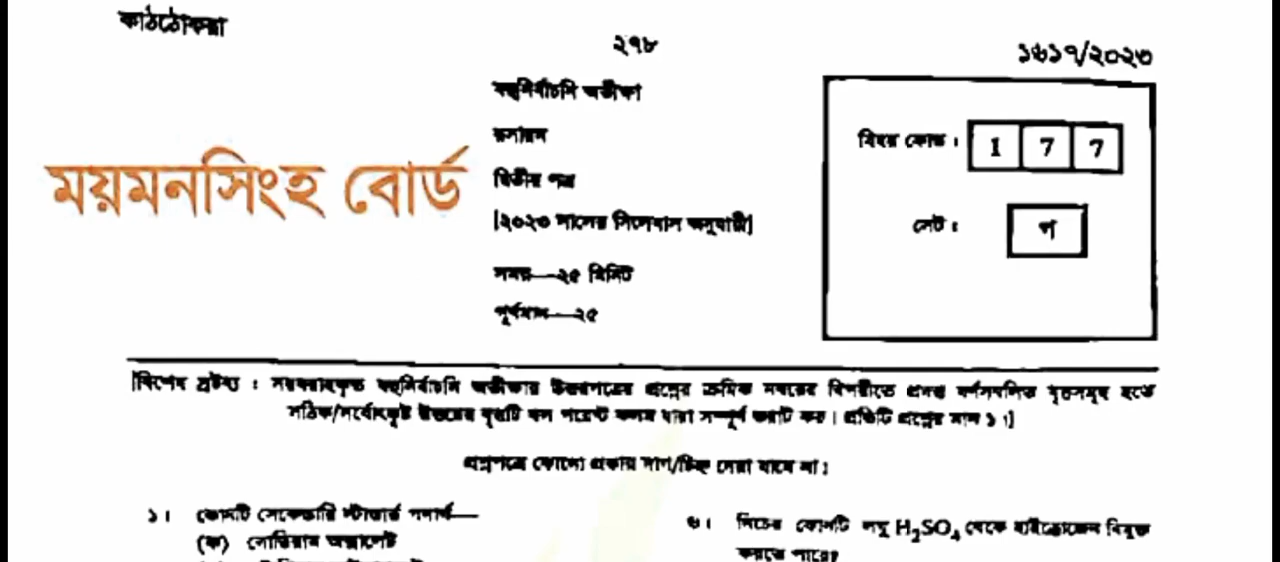 কাঠঠোকরা
২৭৮
১৬১৭/২০২৩
বহুনির্বাচনি অভীক্ষা
রসায়ন
ময়মনসিংহ বোর্ড
দ্বিতীয় পত্র
[২০২৩ সালের সিলেবাস অনুযায়ী]
সময়—২৫ মিনিট
পূর্ণমান—২৫
বিষয় কোড : 1 7 7
সেট :
[বিশেষ দ্রষ্টব্য : সরবরাহকৃত বহুনির্বাচনি অভীক্ষার উত্তরপত্রের প্রশ্নের ক্রমিক নম্বরের বিপরীতে প্রদত্ত বর্ণসংবলিত বৃত্তসমূহ হতে
সঠিক/সর্বোৎকৃষ্ট উত্তরের বৃত্তটি বল পয়েন্ট কলম দ্বারা সম্পূর্ণ ভরাট কর। প্রতিটি প্রশ্নের মান ১।]
প্রশ্নপত্রে কোনো প্রকার দাগ/চিহ্ন দেয়া যাবে না।
১। কোনটি সেকেন্ডারি স্ট্যান্ডার্ড পদার্থ—
(ক) সোডিয়াম অক্সালেট
৬। নিচের কোনটি লঘু H₂SO₄ থেকে হাইড্রোজেন বিমুক্ত
করতে পারে?